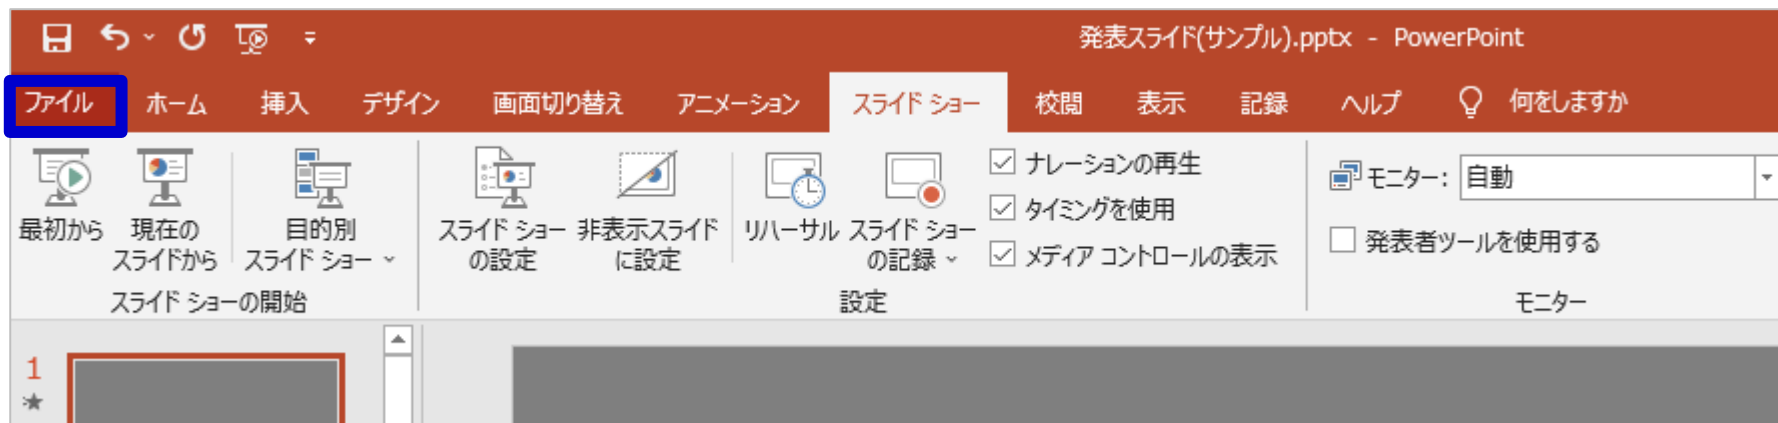 発表スライド(サンプル).pptx - PowerPoint
ファイル ホーム 挿入 デザイン 画面切り替え アニメーション スライド ショー 校閲 表示 記録 ヘルプ 何をしますか
最初から
現在の
スライドから
目的別
スライド ショー
スライド ショーの開始
スライド ショー
の設定
非表示スライド
に設定
リハーサル
スライド ショー
の記録
ナレーションの再生
タイミングを使用
メディア コントロールの表示
設定
モニター: 自動
発表者ツールを使用する
モニター
1